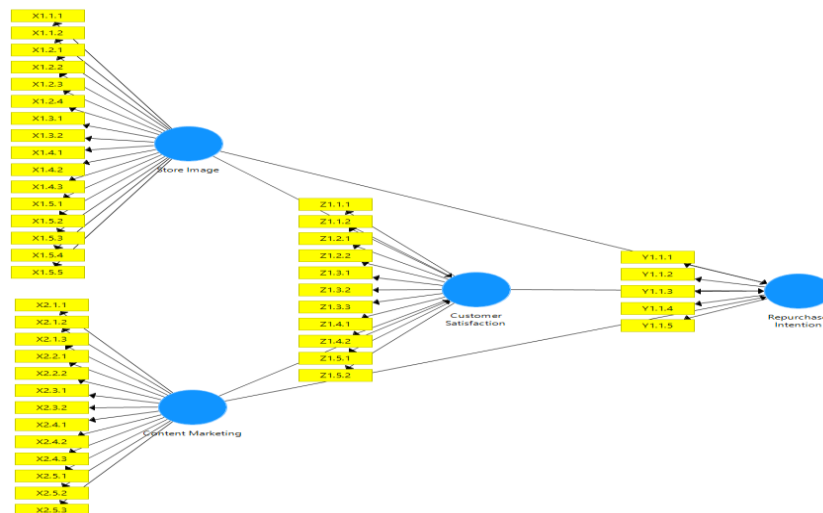 X1.1.1
X1.1.2
X1.2.1
X1.2.2
X1.2.3
X1.2.4
X1.3.1
X1.3.2
X1.4.1
X1.4.2
X1.4.3
X1.5.1
X1.5.2
X1.5.3
X1.5.4
X1.5.5
Store Image
X2.1.1
X2.1.2
X2.1.3
X2.2.1
X2.2.2
X2.3.1
X2.3.2
X2.4.1
X2.4.2
X2.4.3
X2.5.1
X2.5.2
X2.5.3
Content Marketing
Z1.1.1
Z1.1.2
Z1.2.1
Z1.2.2
Z1.3.1
Z1.3.2
Z1.3.3
Z1.4.1
Z1.4.2
Z1.5.1
Z1.5.2
Customer
Satisfaction
Y1.1.1
Y1.1.2
Y1.1.3
Y1.1.4
Y1.1.5
Repurchase
Intention